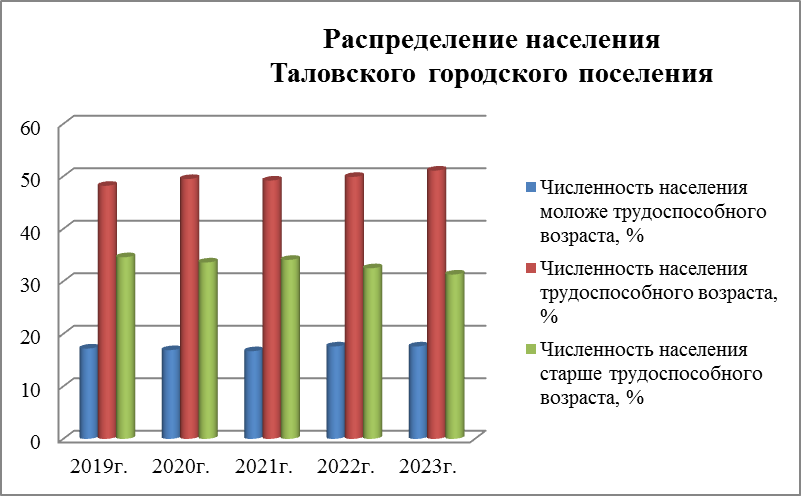 Распределение населения
Таловского городского поселения
60
50
40
30
20
10
0
2019г. 2020г. 2021г. 2022г. 2023г.
Численность населения
моложе трудоспособного
возраста, %
Численность населения
трудоспособного возраста,
%
Численность населения
старше трудоспособного
возраста, %